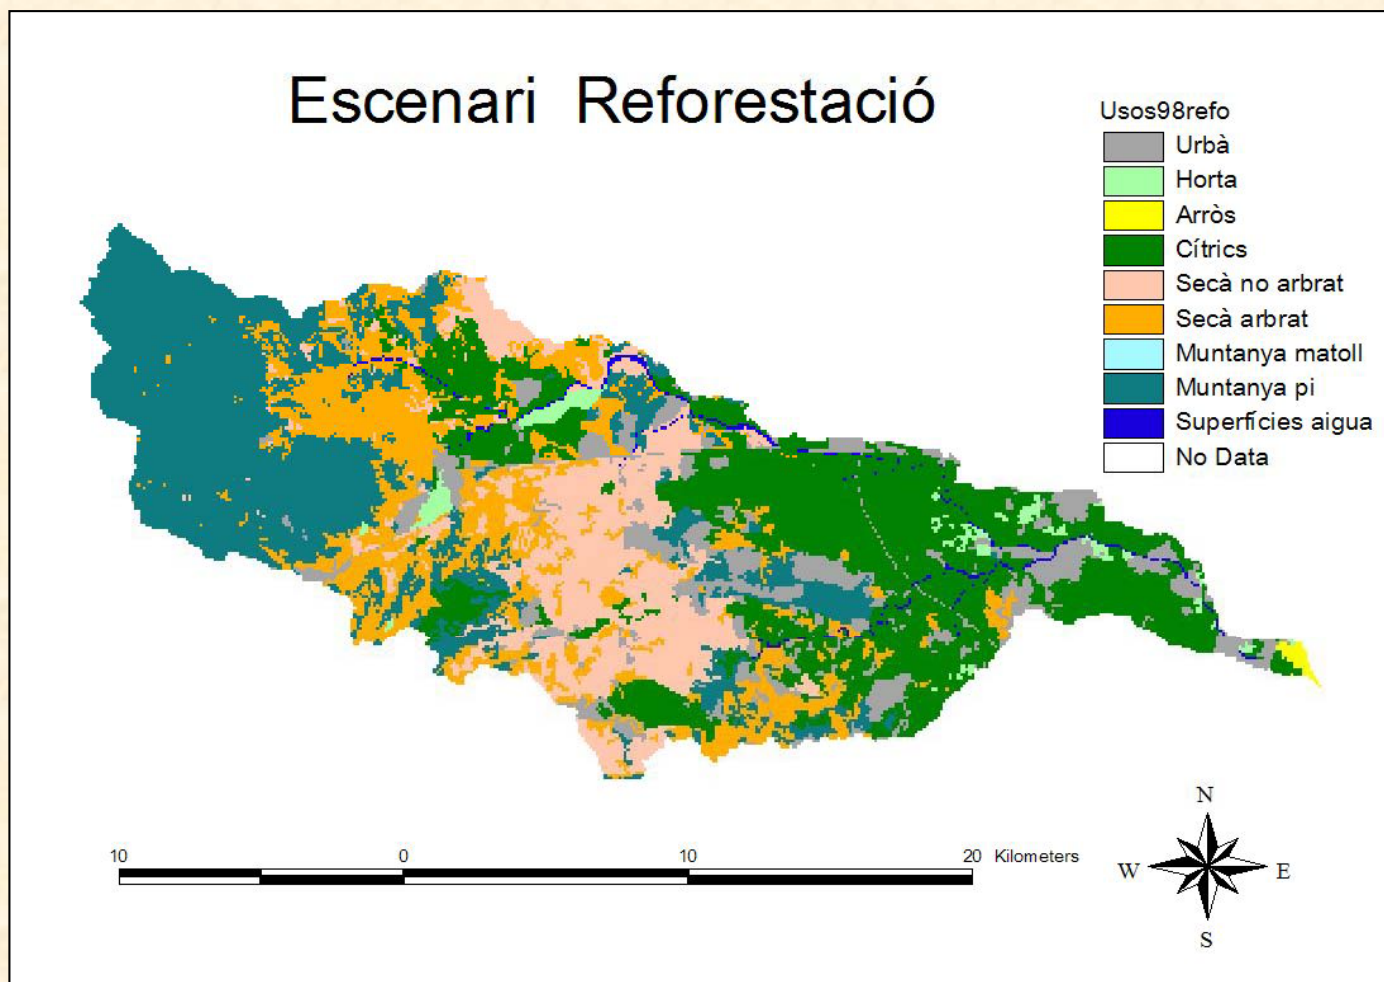 Escenari Reforestació
Usos98refo
Urbà
Horta
Arròs
Cítrics
Secà no arbrat
Secà arbrat
Muntanya matoll
Muntanya pi
Superfícies aigua
No Data
10 0 10 20 Kilometers
N
W E
S